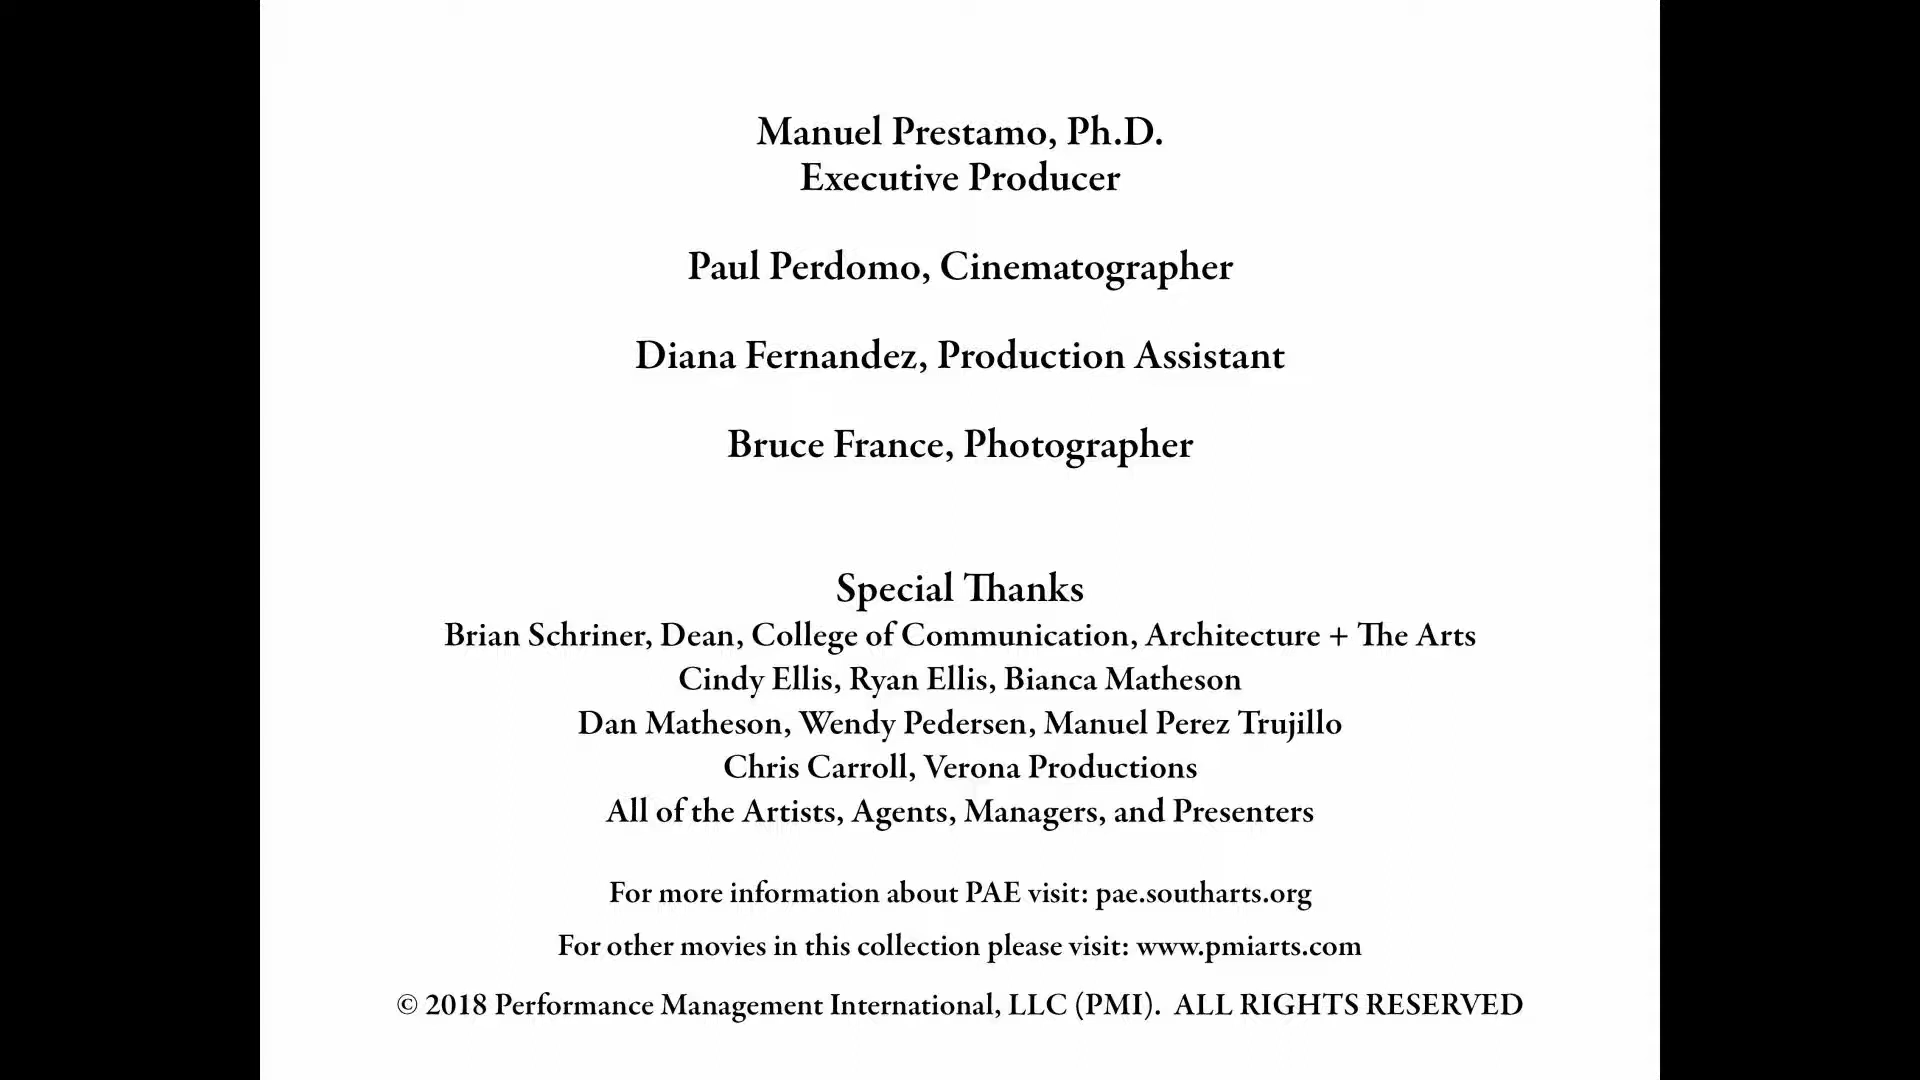 Manuel Prestamo, Ph.D.
Executive Producer
Paul Perdomo, Cinematographer
Diana Fernandez, Production Assistant
Bruce France, Photographer
Special Thanks
Brian Schriner, Dean, College of Communication, Architecture + The Arts
Cindy Ellis, Ryan Ellis, Bianca Matheson
Dan Matheson, Wendy Pedersen, Manuel Perez Trujillo
Chris Carroll, Verona Productions
All of the Artists, Agents, Managers, and Presenters
For more information about PAE visit: pae.southarts.org
For other movies in this collection please visit: www.pmiarts.com
© 2018 Performance Management International, LLC (PMI).  ALL RIGHTS RESERVED